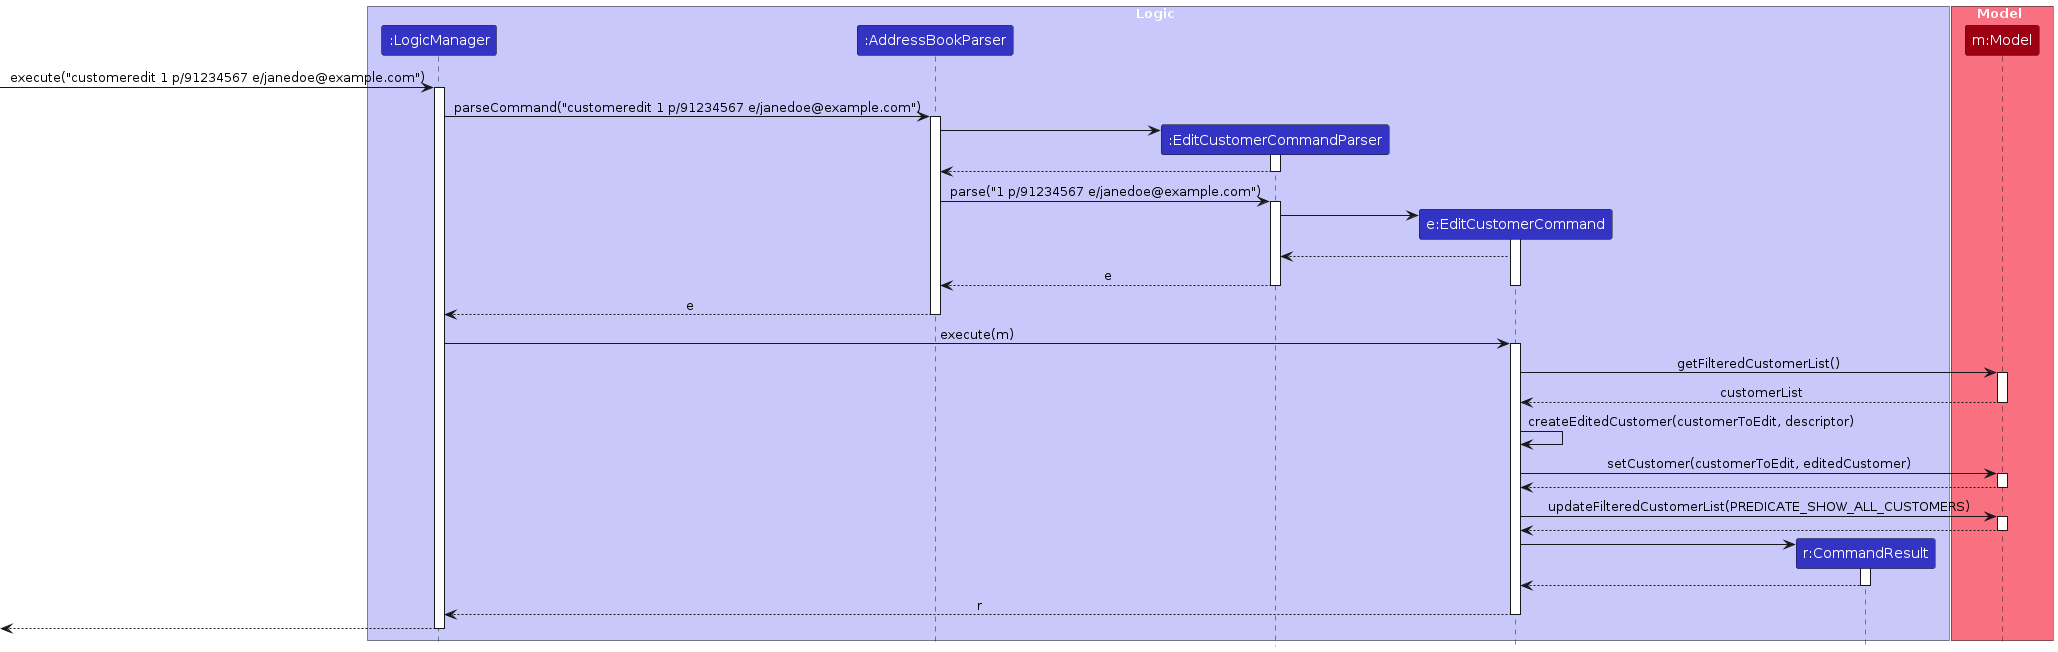 Logic
Model
:LogicManager
:AddressBookParser
m:Model
execute("customeredit 1 p/91234567 e/janedoe@example.com")
parseCommand("customeredit 1 p/91234567 e/janedoe@example.com")
:EditCustomerCommandParser
parse("1 p/91234567 e/janedoe@example.com")
e:EditCustomerCommand
e
e
execute(m)
getFilteredCustomerList()
customerList
createEditedCustomer(customerToEdit, descriptor)
setCustomer(customerToEdit, editedCustomer)
updateFilteredCustomerList(PREDICATE_SHOW_ALL_CUSTOMERS)
r:CommandResult
r